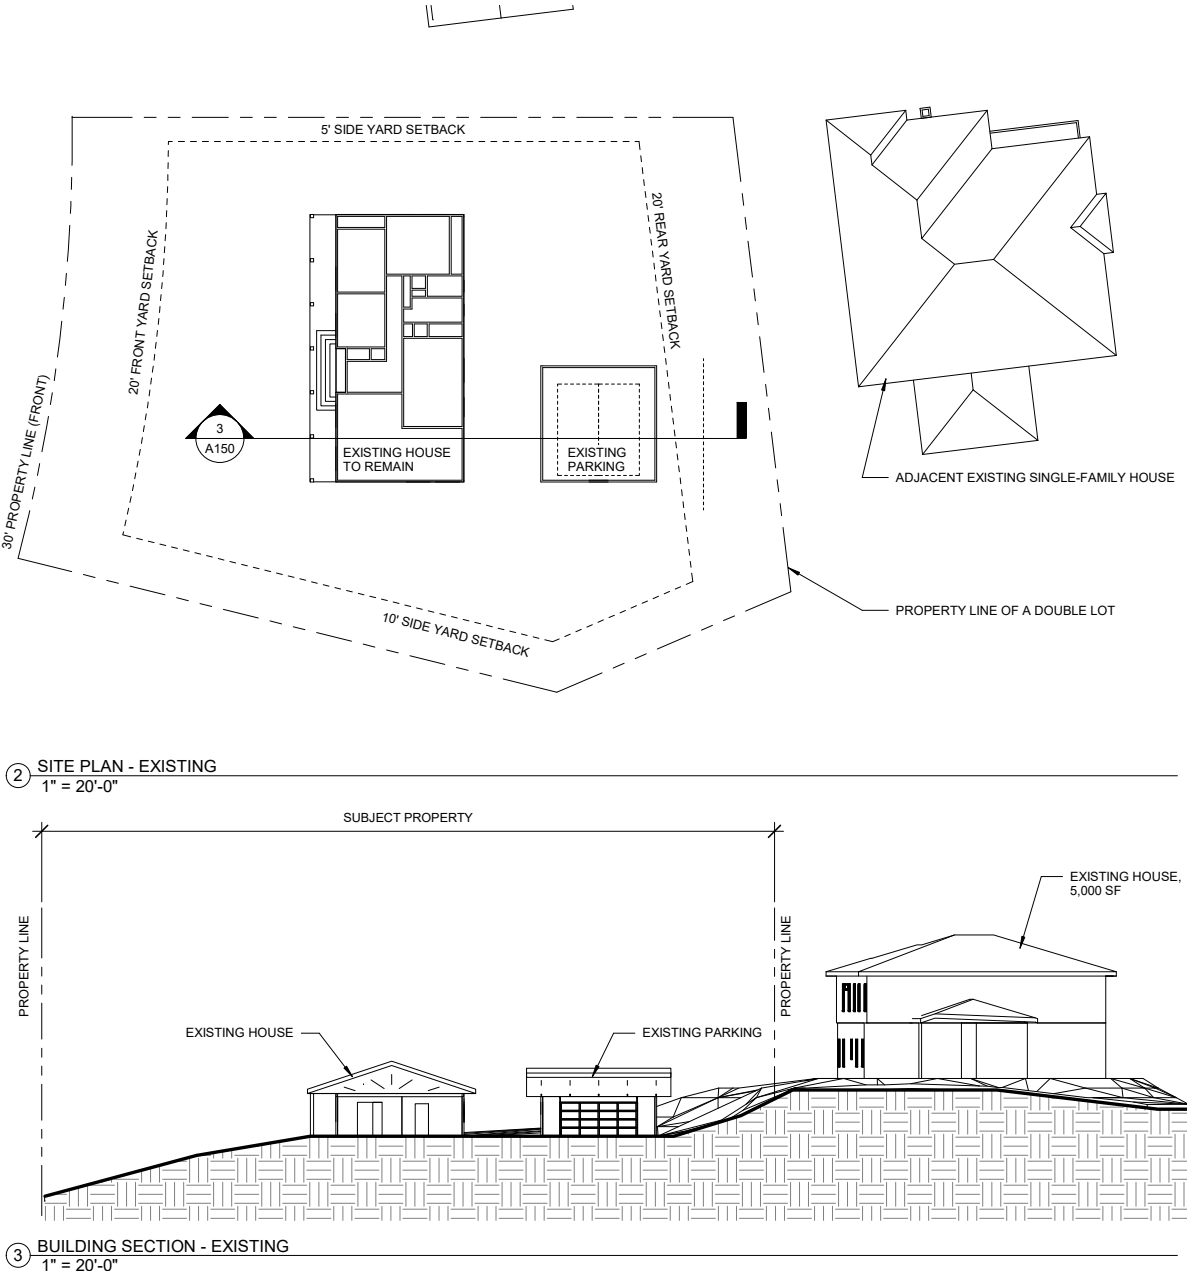 5' SIDE YARD SETBACK
20' FRONT YARD SETBACK
20' REAR YARD SETBACK
30' PROPERTY LINE (FRONT)
3
A150
EXISTING HOUSE
TO REMAIN
EXISTING
PARKING
ADJACENT EXISTING SINGLE-FAMILY HOUSE
PROPERTY LINE OF A DOUBLE LOT
10' SIDE YARD SETBACK
2
SITE PLAN - EXISTING
1" = 20'-0"
SUBJECT PROPERTY
PROPERTY LINE
PROPERTY LINE
EXISTING HOUSE,
5,000 SF
EXISTING HOUSE
EXISTING PARKING
3
BUILDING SECTION - EXISTING
1" = 20'-0"